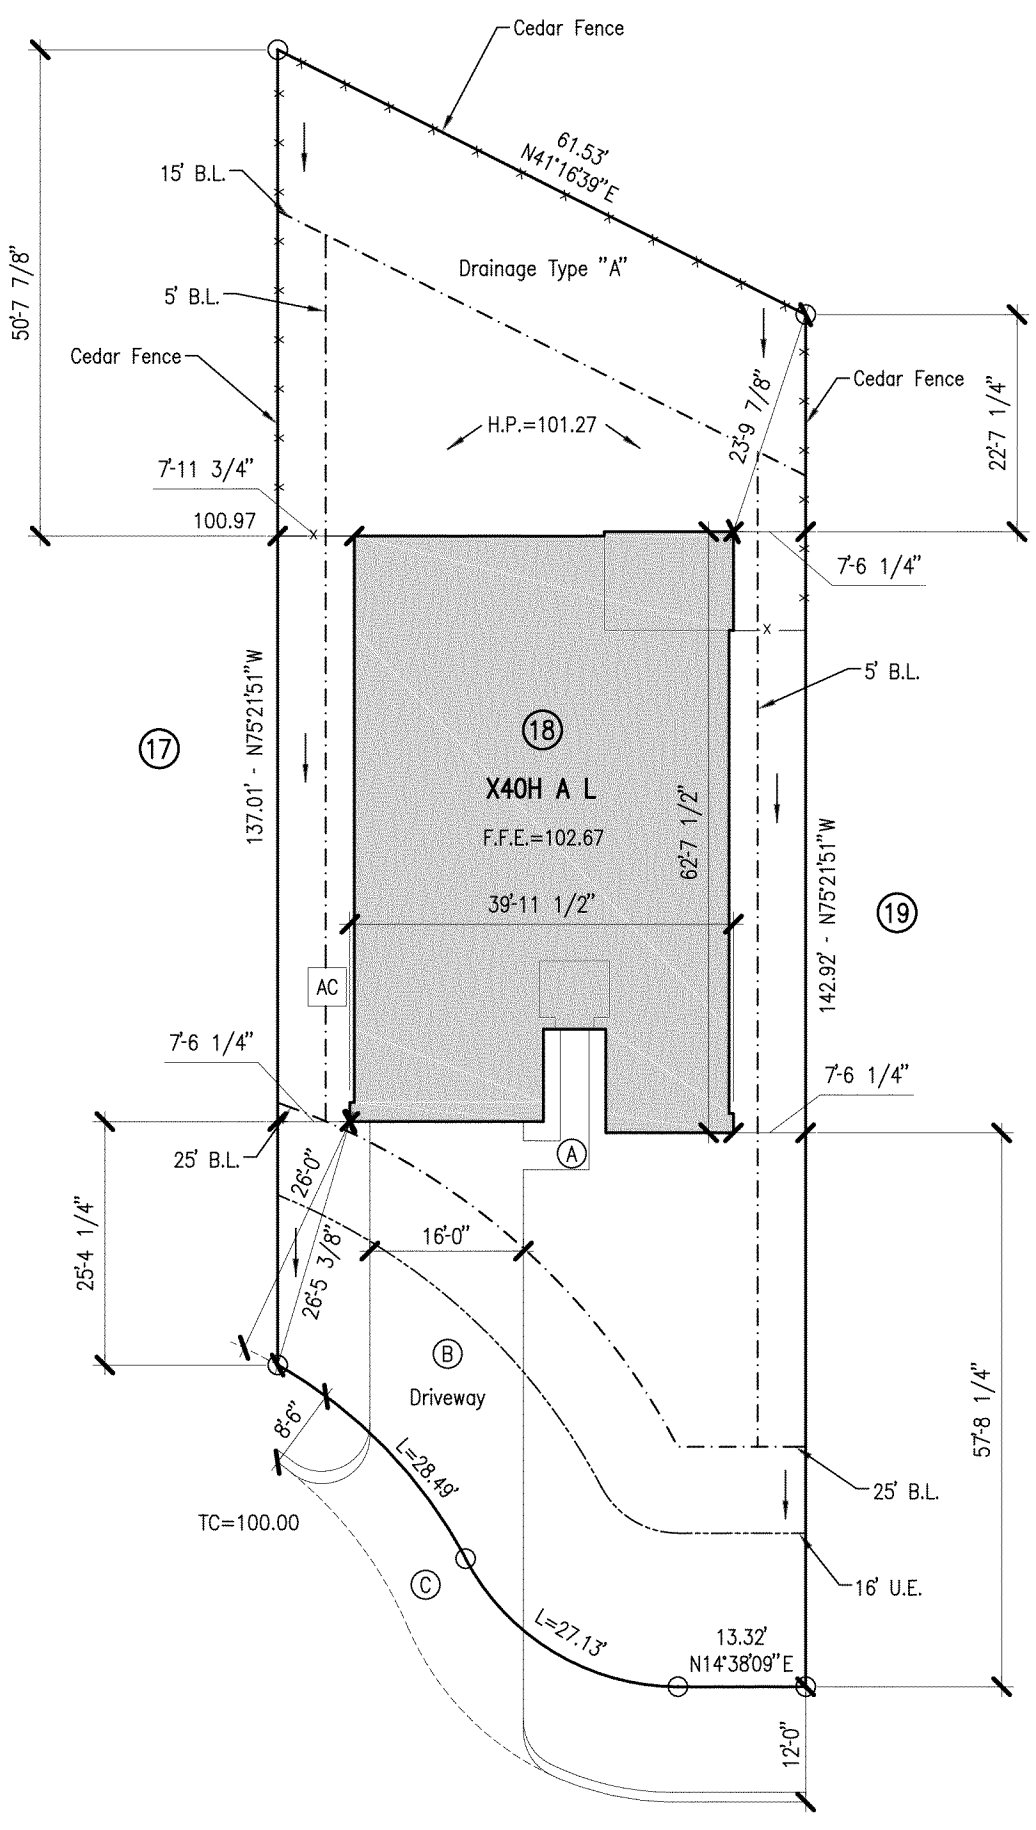 Cedar Fence
61.53'
N41°16'39"E
15' B.L.
Drainage Type "A"
5' B.L.
50'-7 7/8"
Cedar Fence
23'-9 7/8"
Cedar Fence
22'-7 1/4"
H.P.=101.27
7'-11 3/4"
X
100.97
7'-6 1/4"
X
137.01' - N75°21'51"W
5' B.L.
17
18
X40H A L
F.F.E.=102.67
62'-7 1/2"
39'-11 1/2"
19
142.92' - N75°21'51"W
AC
7'-6 1/4"
7'-6 1/4"
25' B.L.
26'-0"
A
25'-4 1/4"
26'-5 3/8"
16'-0"
B
Driveway
57'-8 1/4"
8'-6"
L=28.49'
25' B.L.
TC=100.00
C
16' U.E.
L=27.13'
13.32'
N14°38'09"E
12'-0"